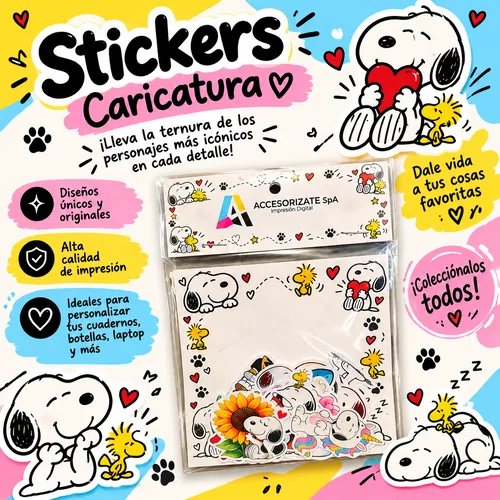 Stickers
Caricatura
¡Lleva la ternura de los
personajes más icónicos
en cada detalle!
Diseños
únicos y
originales
Alta
calidad
de impresión
Ideales para
personalizar
tus cuadernos,
botellas, laptop
y más
ACCESORIZATE SpA
Impresión Digital
Dale vida
a tus cosas
favoritas
¡Colecciónalos
todos!
z z z